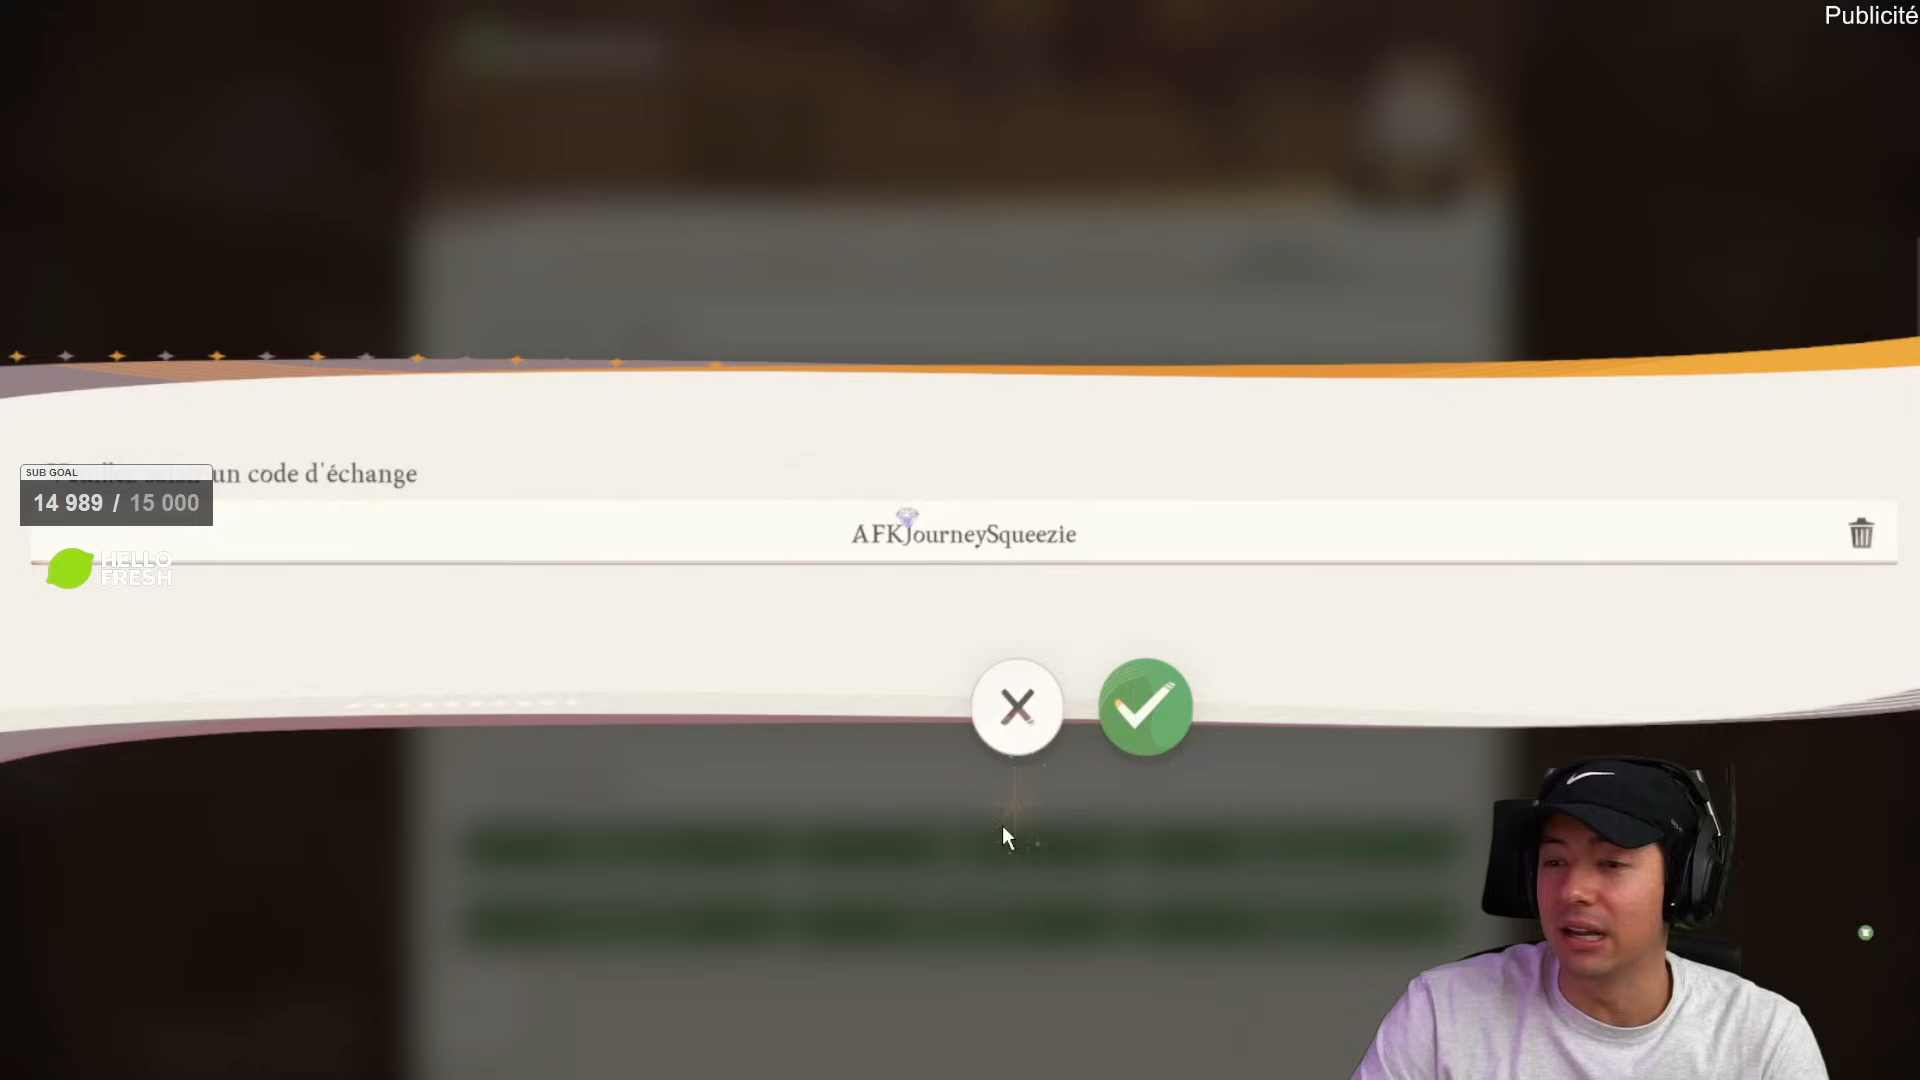 Publicité
SUB GOAL
un code d'échange
14 989 / 15 000
AFKJourneySqueezie
HELLO
FRESH